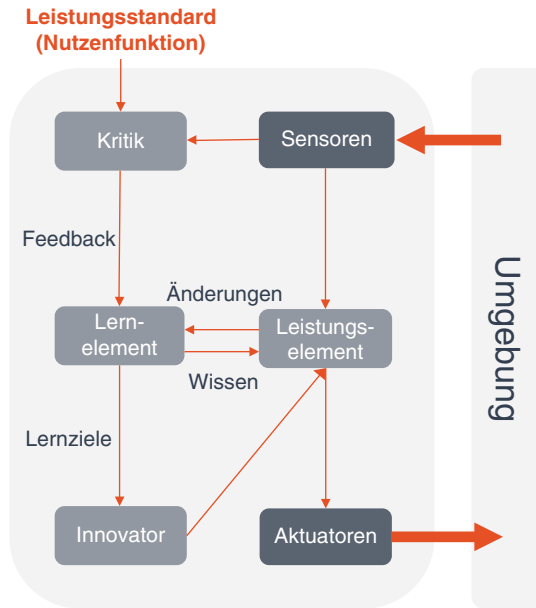 Leistungsstandard
(Nutzenfunktion)
Kritik
Sensoren
Feedback
Umgebung
Änderungen
Lern-
element
Leistungs-
element
Wissen
Lernziele
Innovator
Aktuatoren